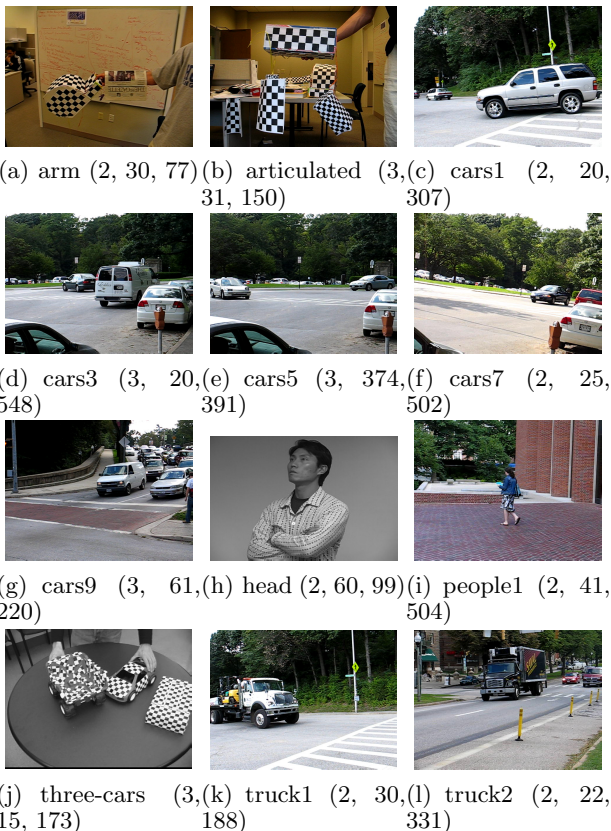 (a) arm (2, 30, 77)
(b) articulated (3, 31, 150)
(c) cars1 (2, 20, 307)
(d) cars3 (3, 20, 548)
(e) cars5 (3, 374, 391)
(f) cars7 (2, 25, 502)
(g) cars9 (3, 61, 220)
(h) head (2, 60, 99)
(i) people1 (2, 41, 504)
(j) three-cars (3, 15, 173)
(k) truck1 (2, 30, 188)
(l) truck2 (2, 22, 331)